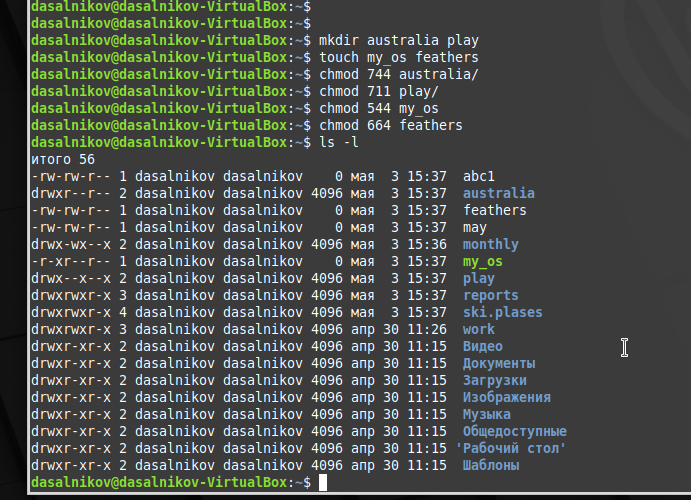 dasalnikov@dasalnikov-VirtualBox:~$
dasalnikov@dasalnikov-VirtualBox:~$
dasalnikov@dasalnikov-VirtualBox:~$ mkdir australia play
dasalnikov@dasalnikov-VirtualBox:~$ touch my_os feathers
dasalnikov@dasalnikov-VirtualBox:~$ chmod 744 australia/
dasalnikov@dasalnikov-VirtualBox:~$ chmod 711 play/
dasalnikov@dasalnikov-VirtualBox:~$ chmod 544 my_os
dasalnikov@dasalnikov-VirtualBox:~$ chmod 664 feathers
dasalnikov@dasalnikov-VirtualBox:~$ ls -l
итого 56
-rw-rw-r-- 1 dasalnikov dasalnikov    0 мая  3 15:37  abc1
drwxr--r-- 2 dasalnikov dasalnikov 4096 мая  3 15:37  australia
-rw-rw-r-- 1 dasalnikov dasalnikov    0 мая  3 15:37  feathers
-rw-rw-r-- 1 dasalnikov dasalnikov    0 мая  3 15:37  may
drwx-wx--x 2 dasalnikov dasalnikov 4096 мая  3 15:36  monthly
-r-xr--r-- 1 dasalnikov dasalnikov    0 мая  3 15:37  my_os
drwx--x--x 2 dasalnikov dasalnikov 4096 мая  3 15:37  play
drwxrwxr-x 3 dasalnikov dasalnikov 4096 мая  3 15:37  reports
drwxrwxr-x 4 dasalnikov dasalnikov 4096 мая  3 15:37  ski.plases
drwxrwxr-x 3 dasalnikov dasalnikov 4096 апр 30 11:26  work
drwxr-xr-x 2 dasalnikov dasalnikov 4096 апр 30 11:15  Видео
drwxr-xr-x 2 dasalnikov dasalnikov 4096 апр 30 11:15  Документы
drwxr-xr-x 2 dasalnikov dasalnikov 4096 апр 30 11:15  Загрузки
drwxr-xr-x 2 dasalnikov dasalnikov 4096 апр 30 11:15  Изображения
drwxr-xr-x 2 dasalnikov dasalnikov 4096 апр 30 11:15  Музыка
drwxr-xr-x 2 dasalnikov dasalnikov 4096 апр 30 11:15  Общедоступные
drwxr-xr-x 2 dasalnikov dasalnikov 4096 апр 30 11:15 'Рабочий стол'
drwxr-xr-x 2 dasalnikov dasalnikov 4096 апр 30 11:15  Шаблоны
dasalnikov@dasalnikov-VirtualBox:~$